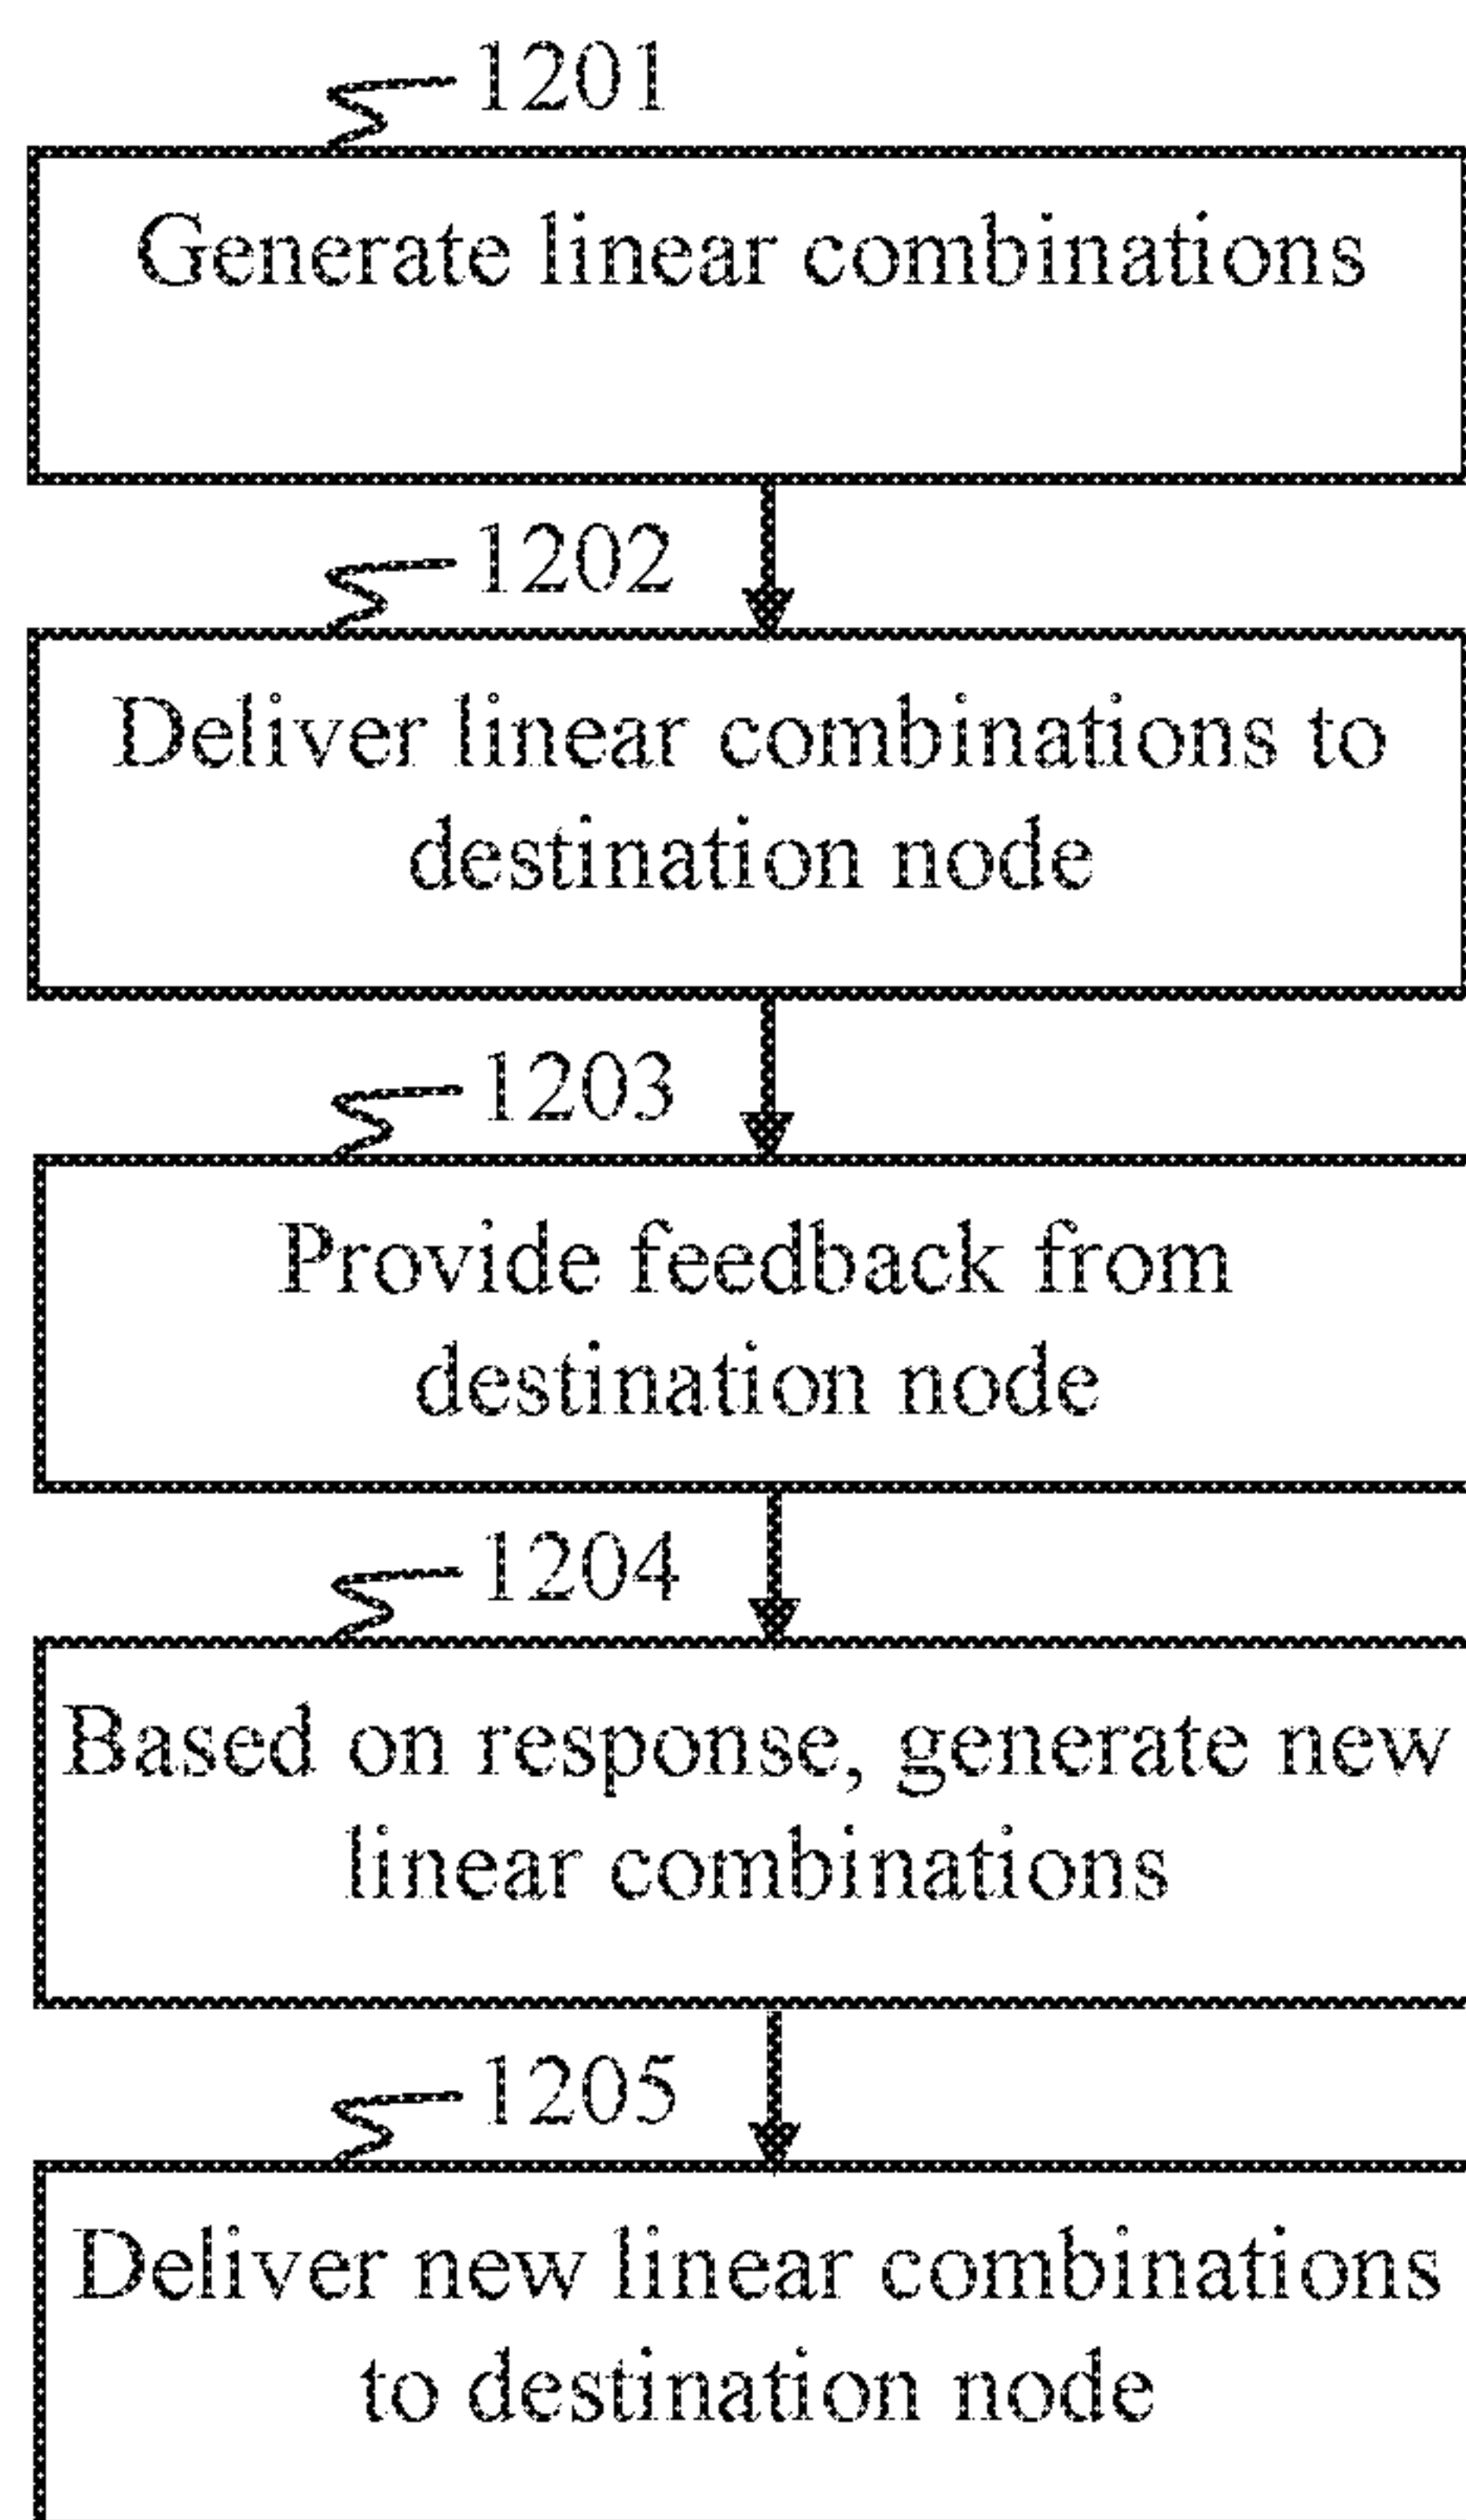 1201
Generate linear combinations
1202
Deliver linear combinations to
destination node
1203
Provide feedback from
destination node
1204
Based on response, generate new
linear combinations
1205
Deliver new linear combinations
to destination node